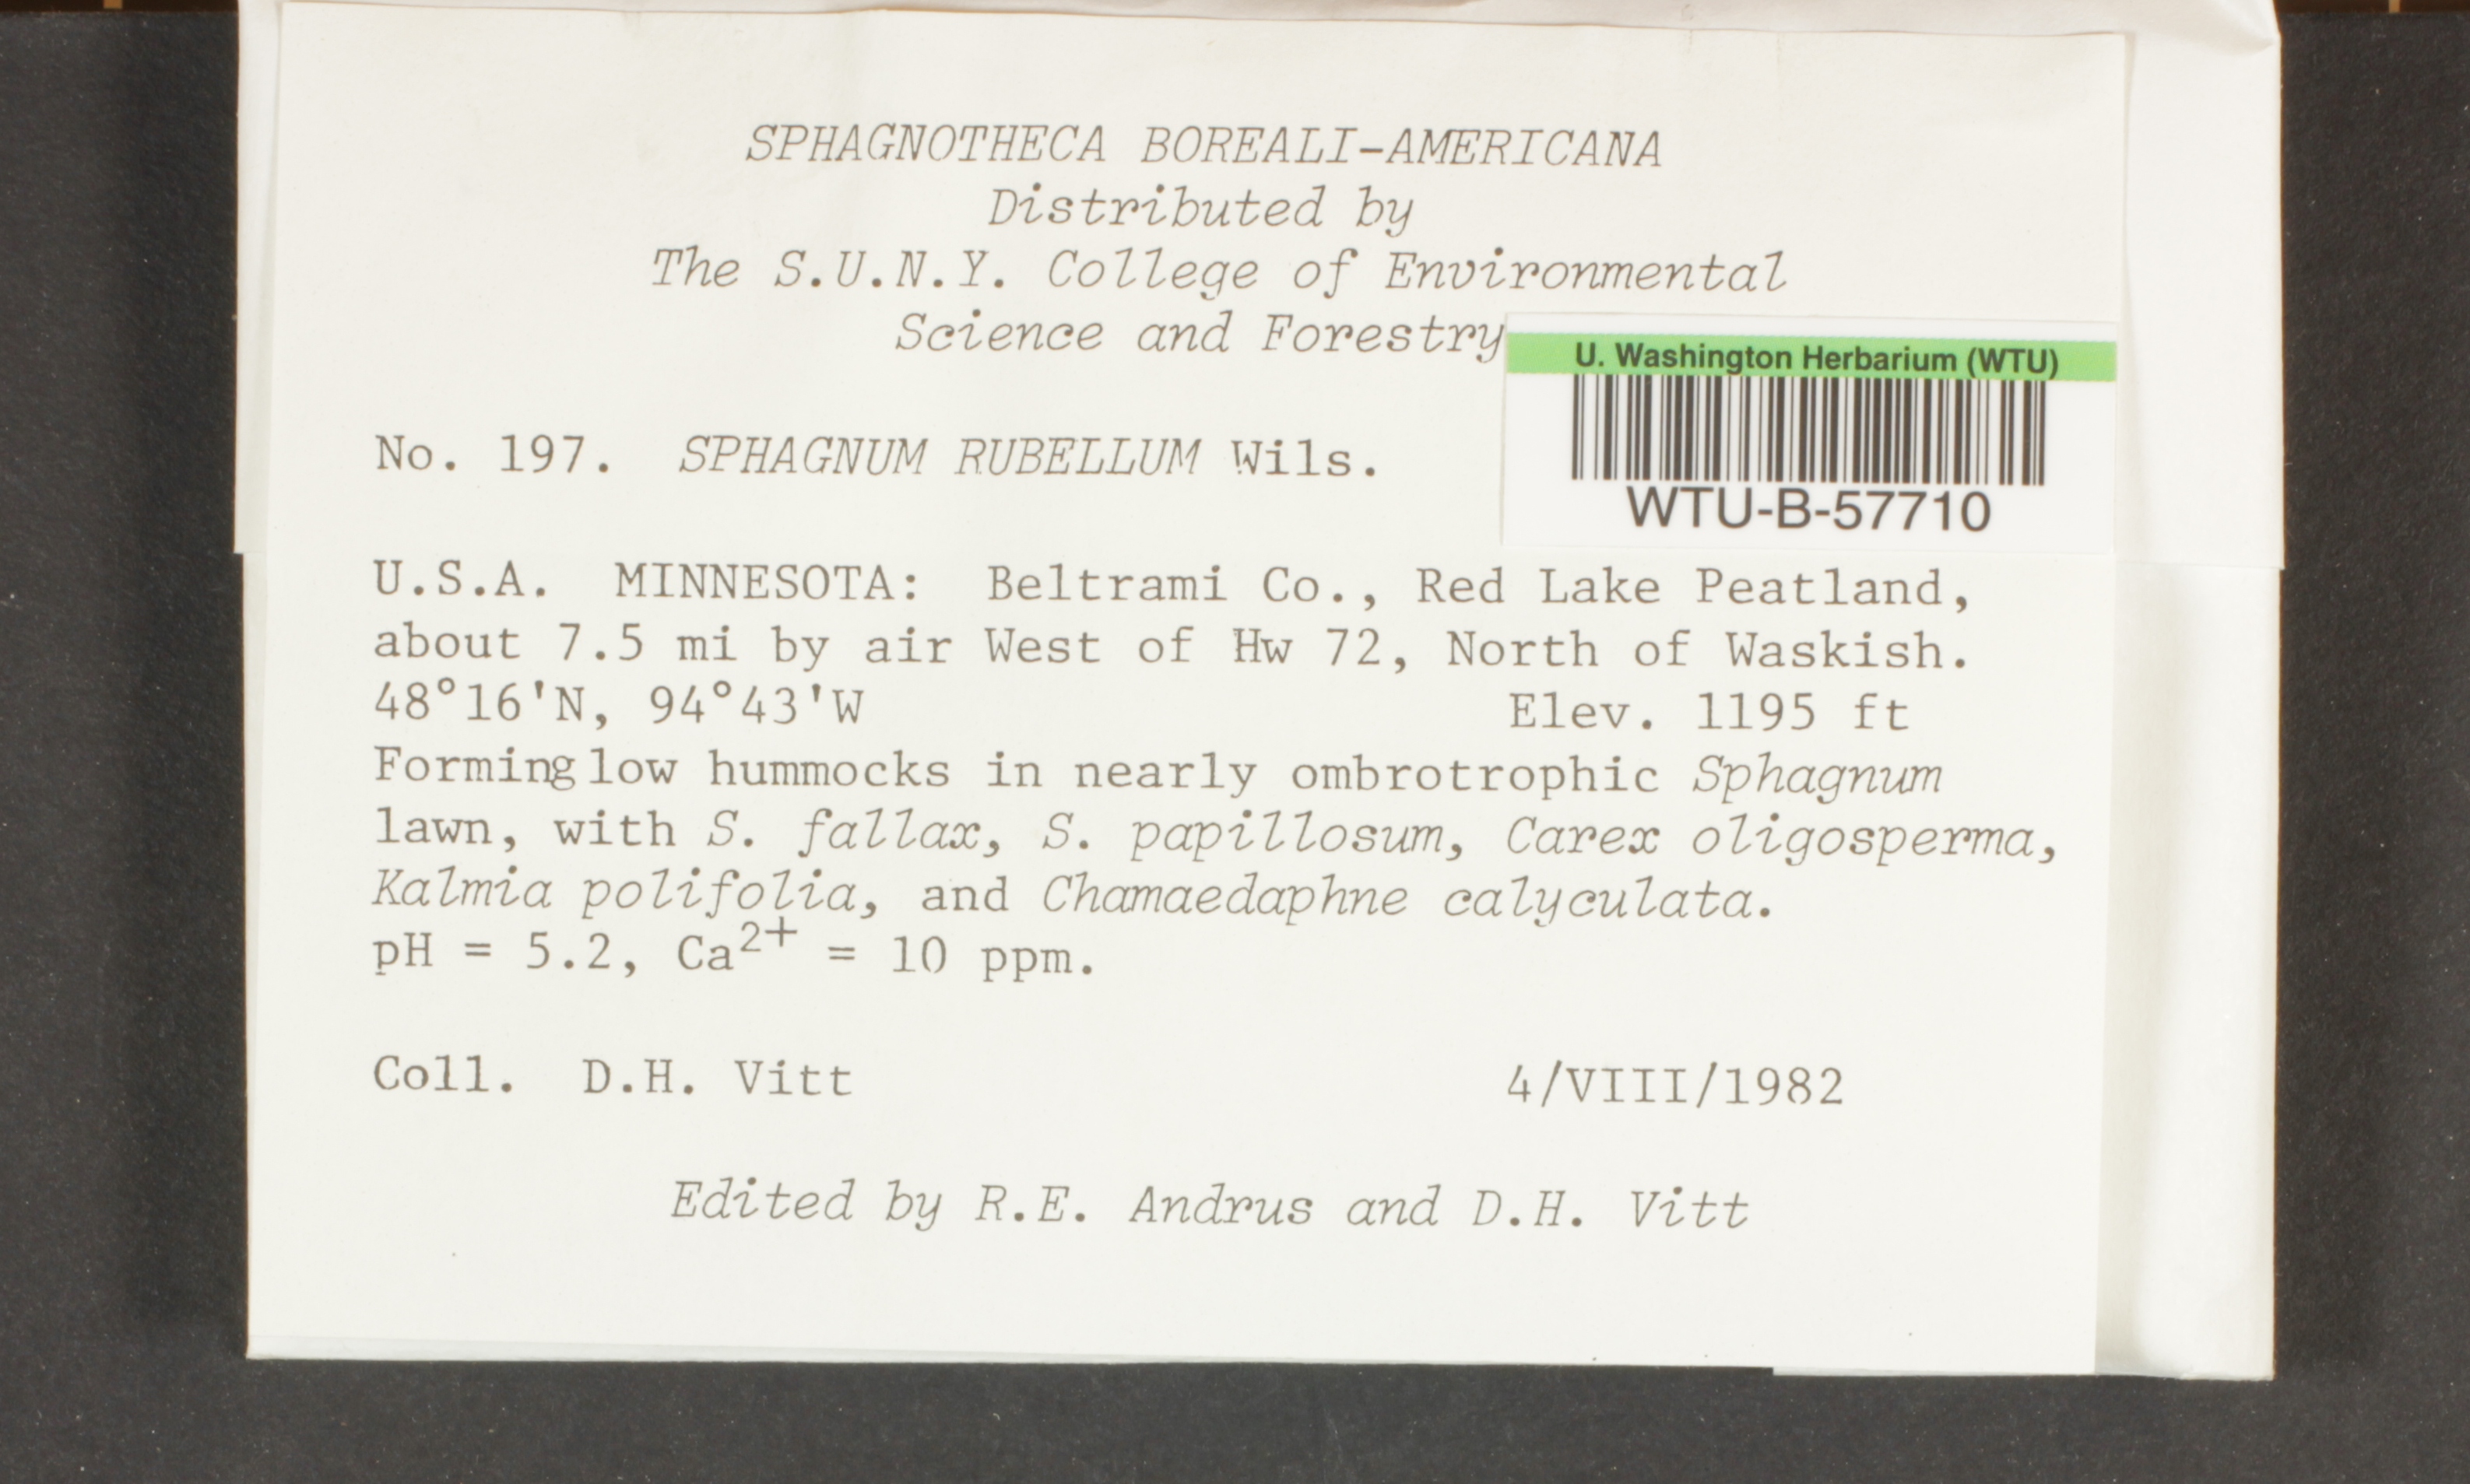 SPHAGNOTHECA BOREALI-AMERICANA
Distributed by
The S.U.N.Y. College of Environmental
Science and Forestry
U. Washington Herbarium (WTU)
WTU-B-57710
No. 197. SPHAGNUM RUBELLUM Wils.
U.S.A. MINNESOTA: Beltrami Co., Red Lake Peatland,
about 7.5 mi by air West of Hw 72, North of Waskish.
48°16'N, 94°43'W Elev. 1195 ft
Forming low hummocks in nearly ombrotrophic Sphagnum
lawn, with S. fallax, S. papillosum, Carex oligosperma,
Kalmia polifolia, and Chamaedaphne calyculata.
pH = 5.2, Ca²⁺ = 10 ppm.
Coll. D.H. Vitt 4/VIII/1982
Edited by R.E. Andrus and D.H. Vitt